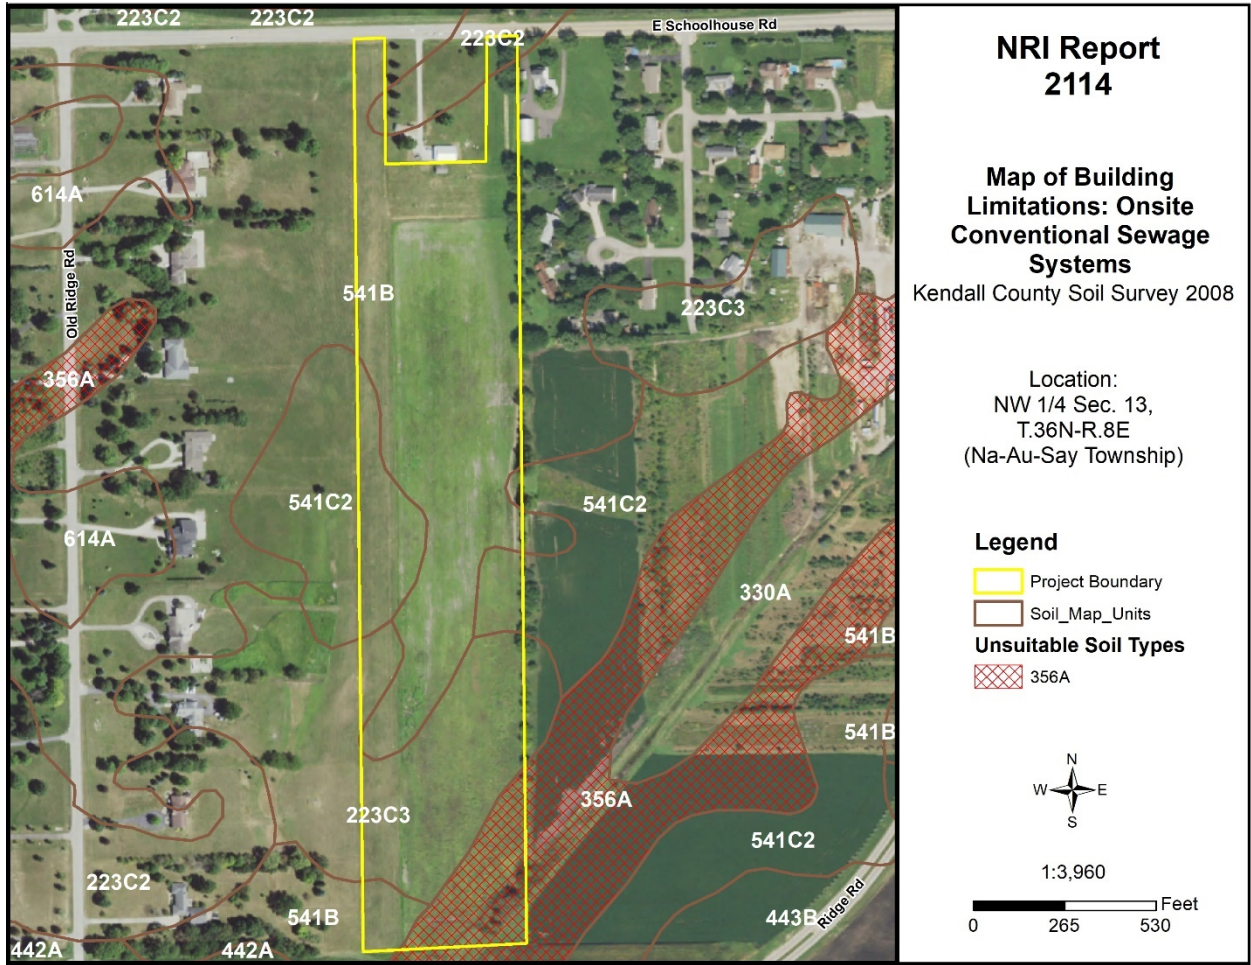 223C2
223C2
E Schoolhouse Rd
223C2
614A
Old Ridge Rd
541B
223C3
356A
541C2
541C2
614A
330A
541B
541B
356A
223C3
541C2
223C2
541B
443B
Ridge Rd
442A
442A
NRI Report
2114
Map of Building
Limitations: Onsite
Conventional Sewage
Systems
Kendall County Soil Survey 2008
Location:
NW 1/4 Sec. 13,
T.36N-R.8E
(Na-Au-Say Township)
Legend
Project Boundary
Soil_Map_Units
Unsuitable Soil Types
356A
N
W E
S
1:3,960
Feet
0 265 530